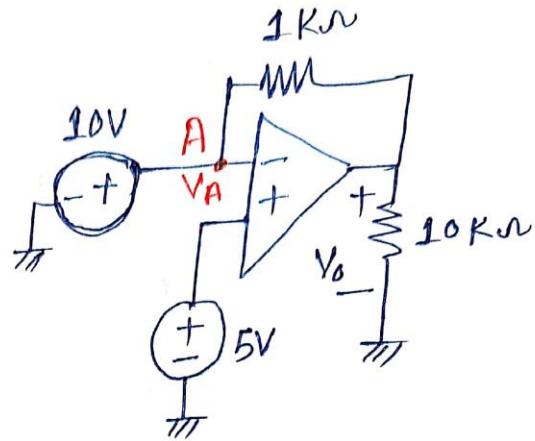 1KΩ
10V
A
VA
- +
-
+
+
10KΩ
Vo
-
+
-
5V